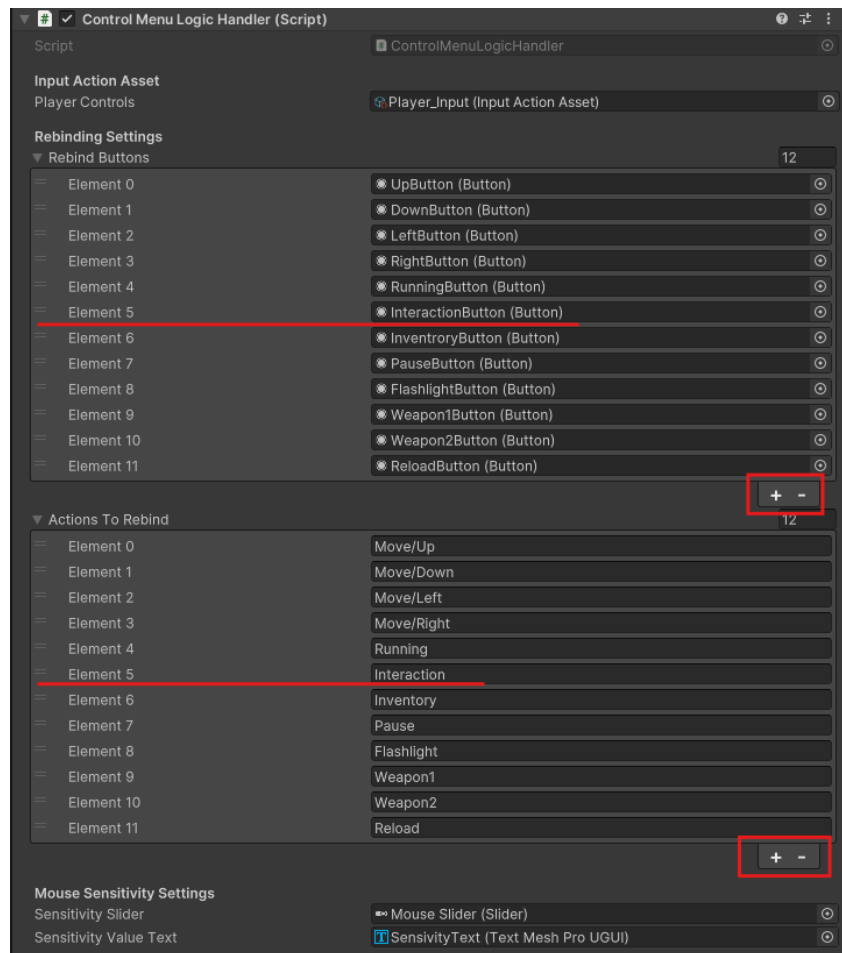 Control Menu Logic Handler (Script)
Script ControlMenuLogicHandler
Input Action Asset
Player Controls Player_Input (Input Action Asset)
Rebinding Settings
Rebind Buttons 12
Element 0 UpButton (Button)
Element 1 DownButton (Button)
Element 2 LeftButton (Button)
Element 3 RightButton (Button)
Element 4 RunningButton (Button)
Element 5 InteractionButton (Button)
Element 6 InventroryButton (Button)
Element 7 PauseButton (Button)
Element 8 FlashlightButton (Button)
Element 9 Weapon1Button (Button)
Element 10 Weapon2Button (Button)
Element 11 ReloadButton (Button)
+ -
Actions To Rebind 12
Element 0 Move/Up
Element 1 Move/Down
Element 2 Move/Left
Element 3 Move/Right
Element 4 Running
Element 5 Interaction
Element 6 Inventory
Element 7 Pause
Element 8 Flashlight
Element 9 Weapon1
Element 10 Weapon2
Element 11 Reload
+ -
Mouse Sensitivity Settings
Sensitivity Slider Mouse Slider (Slider)
Sensitivity Value Text SensivityText (Text Mesh Pro UGUI)